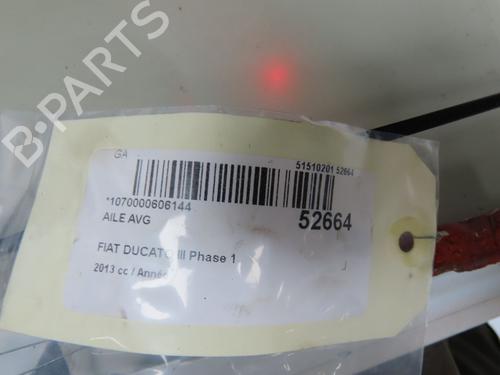 B-PARTS
GA
51510201 52664
*1070000606144
52664
AILE AVG
FIAT DUCATO III Phase 1
2013 cc / Année